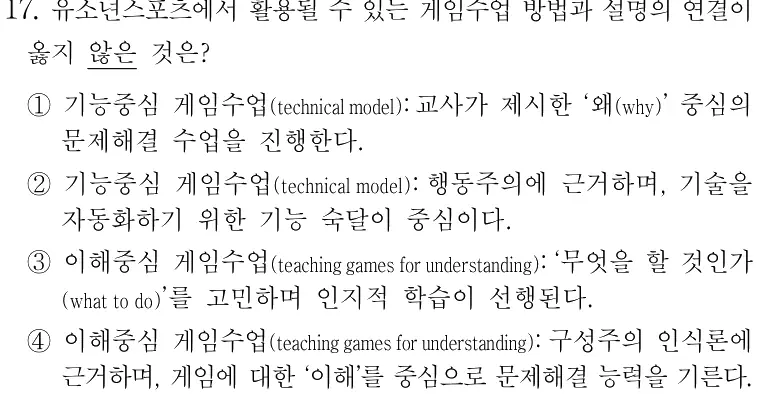 17. 유소년스포츠에서 활용될 수 있는 게임수업 방법과 설명의 연결이
옳지 않은 것은?
① 기능중심 게임수업(technical model): 교사가 제시한 ‘왜(why)’ 중심의
문제해결 수업을 진행한다.
② 기능중심 게임수업(technical model): 행동주의에 근거하며, 기술을
자동화하기 위한 기능 숙달이 중심이다.
③ 이해중심 게임수업(teaching games for understanding): ‘무엇을 할 것인가
(what to do)’를 고민하며 인지적 학습이 선행된다.
④ 이해중심 게임수업(teaching games for understanding): 구성주의 인식론에
근거하며, 게임에 대한 ‘이해’를 중심으로 문제해결 능력을 기른다.